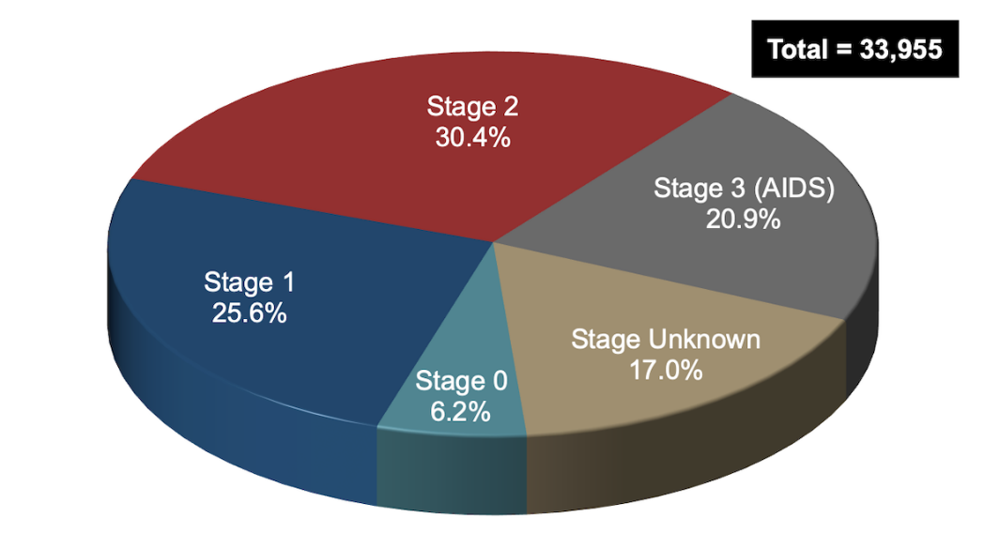 Total = 33,955
Stage 2
30.4%
Stage 3 (AIDS)
20.9%
Stage 1
25.6%
Stage Unknown
17.0%
Stage 0
6.2%